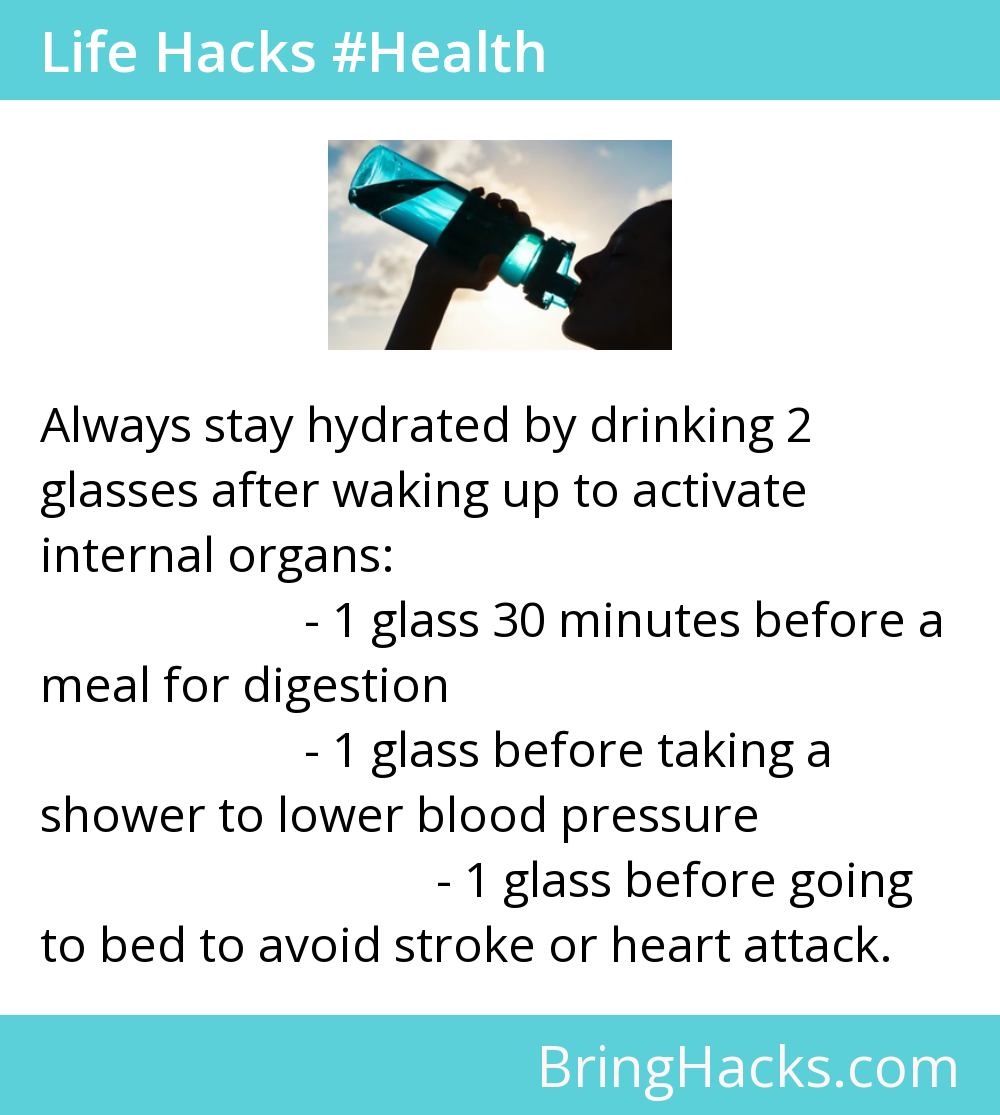 Life Hacks #Health
Always stay hydrated by drinking 2
glasses after waking up to activate
internal organs:
- 1 glass 30 minutes before a
meal for digestion
- 1 glass before taking a
shower to lower blood pressure
- 1 glass before going
to bed to avoid stroke or heart attack.
BringHacks.com